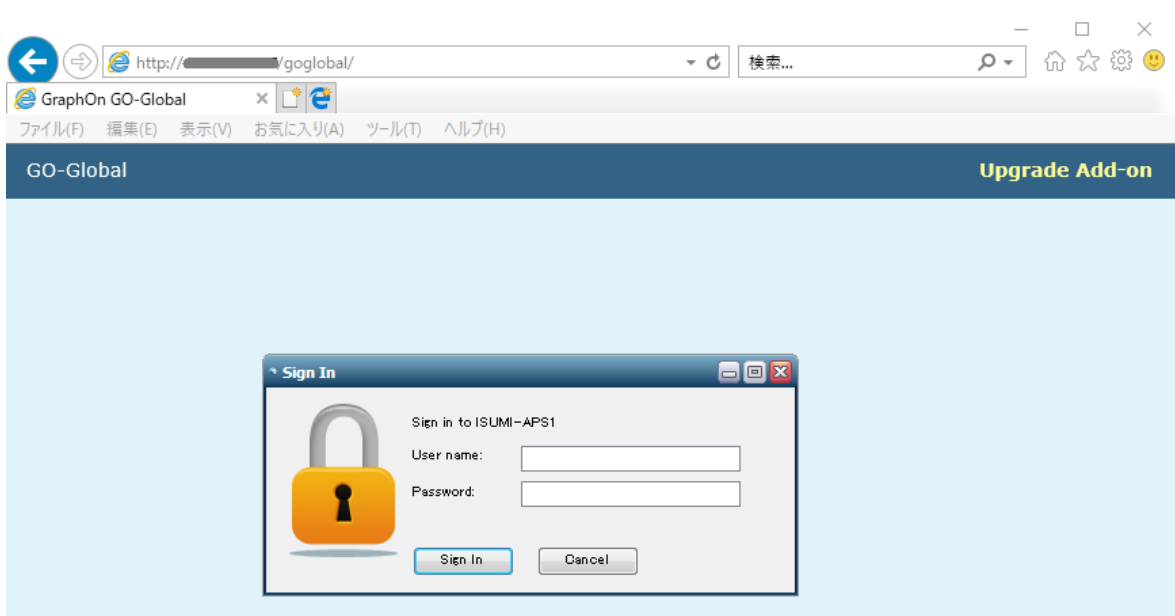 http:// /goglobal/
検索...
GraphOn GO-Global
ファイル(F) 編集(E) 表示(V) お気に入り(A) ツール(T) ヘルプ(H)
GO-Global Upgrade Add-on
Sign In
Sign in to ISUMI-APS1
User name:
Password:
Sign In Cancel